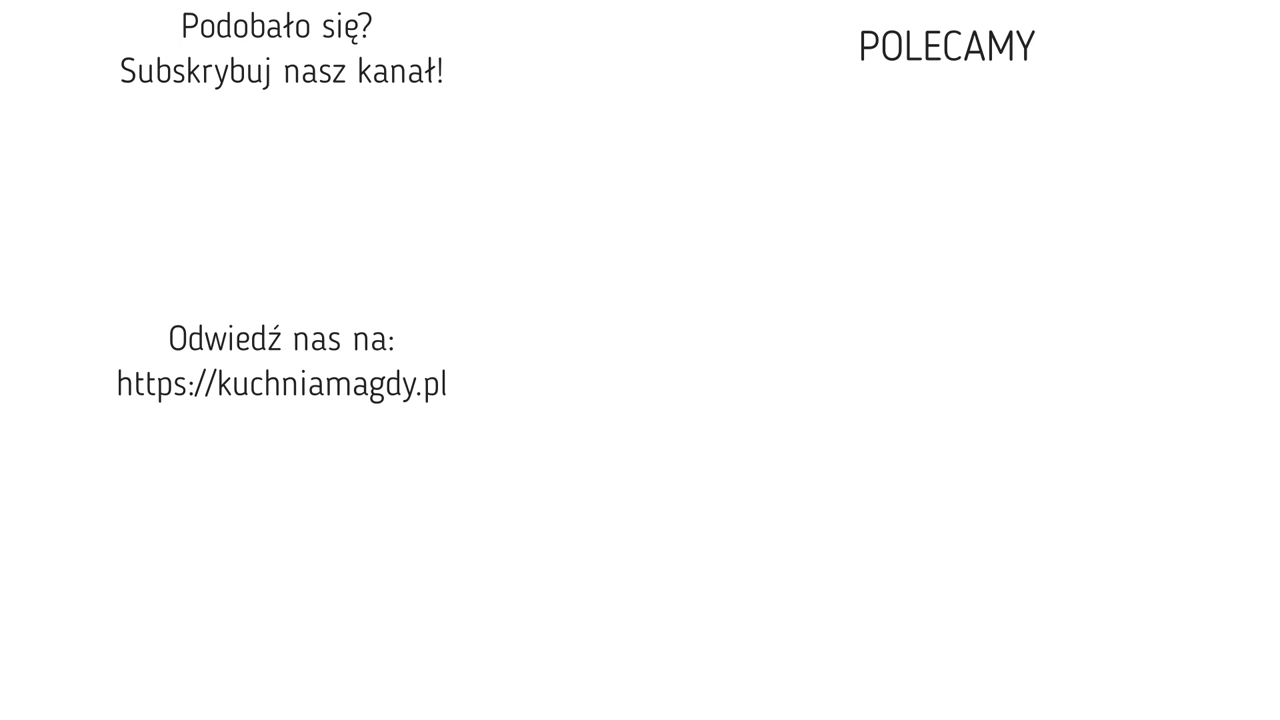 Podobało się?
Subskrybuj nasz kanał!
POLECAMY
Odwiedź nas na:
https://kuchniamagdy.pl